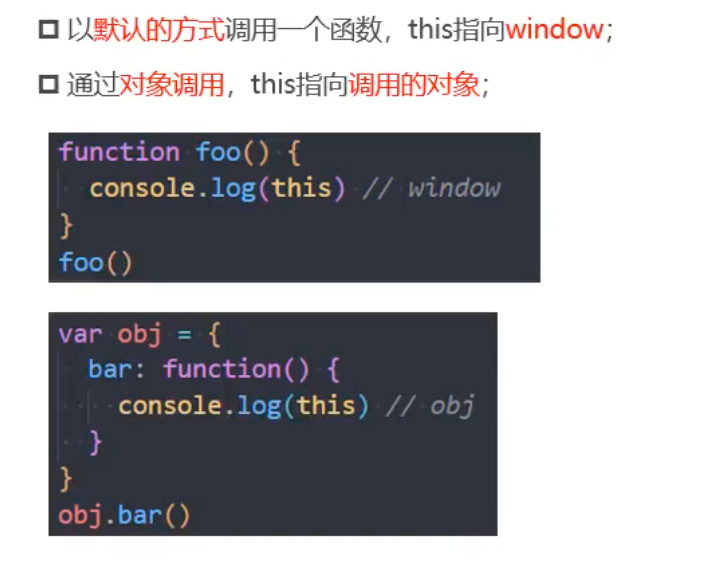 以默认的方式调用一个函数，this指向window；
通过对象调用，this指向调用的对象；
function foo() {
  console.log(this) // window
}
foo()
var obj = {
  bar: function() {
    console.log(this) // obj
  }
}
obj.bar()